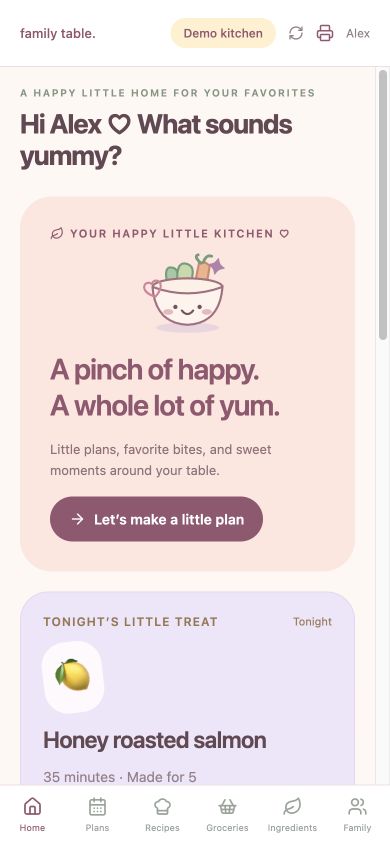 family table.
Demo kitchen
Alex
A HAPPY LITTLE HOME FOR YOUR FAVORITES
Hi Alex ♡ What sounds
yummy?
YOUR HAPPY LITTLE KITCHEN ♡
A pinch of happy.
A whole lot of yum.
Little plans, favorite bites, and sweet
moments around your table.
→ Let’s make a little plan
TONIGHT’S LITTLE TREAT
Tonight
Honey roasted salmon
35 minutes · Made for 5
Home
Plans
Recipes
Groceries
Ingredients
Family